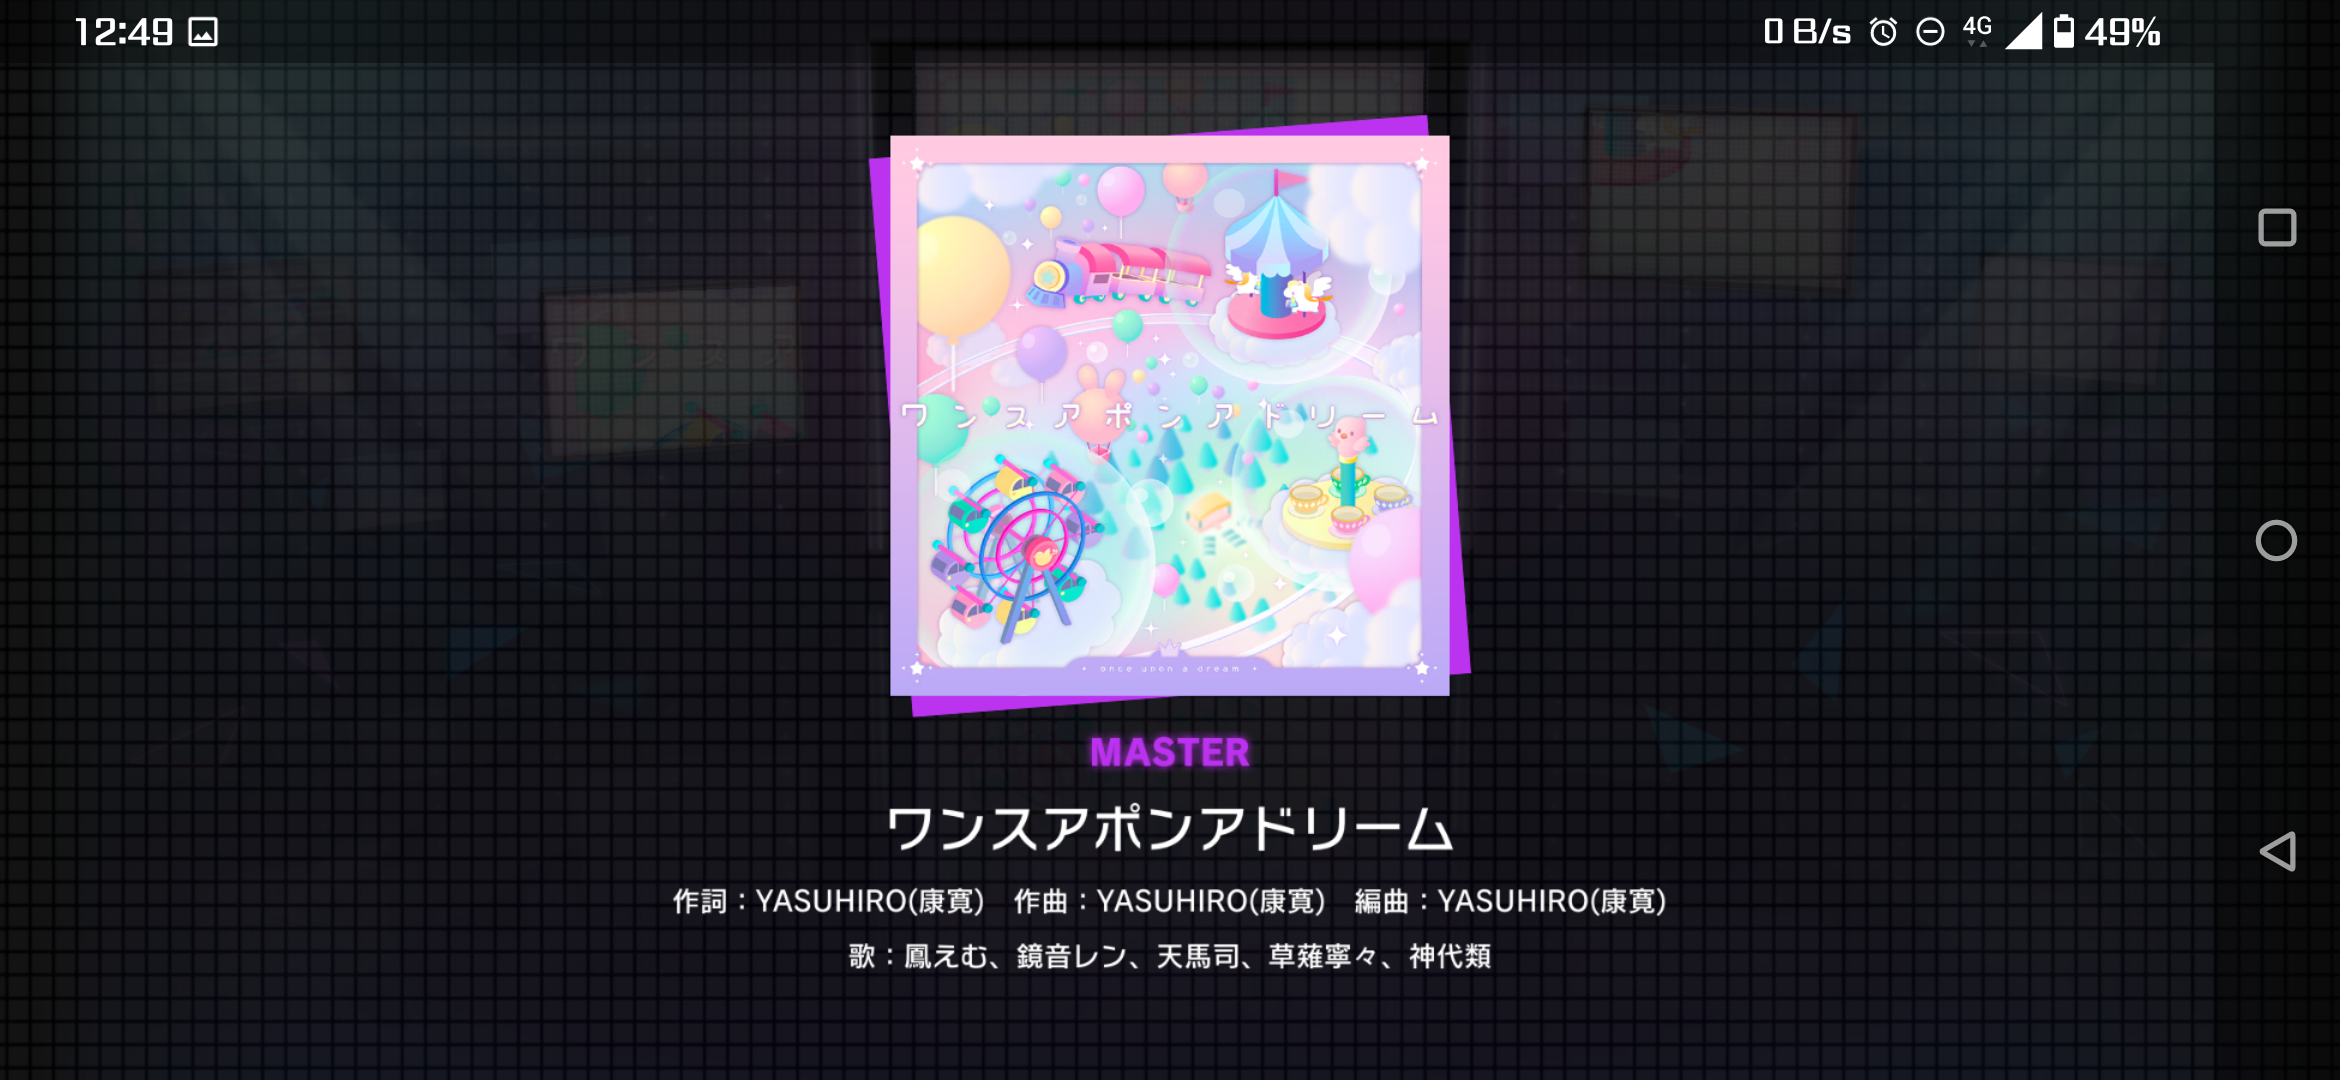 12:49 0 B/s 4G 49%
ワンスアポンアドリーム
once upon a dream
MASTER
ワンスアポンアドリーム
作詞：YASUHIRO(康寛)　作曲：YASUHIRO(康寛)　編曲：YASUHIRO(康寛)
歌：鳳えむ、鏡音レン、天馬司、草薙寧々、神代類